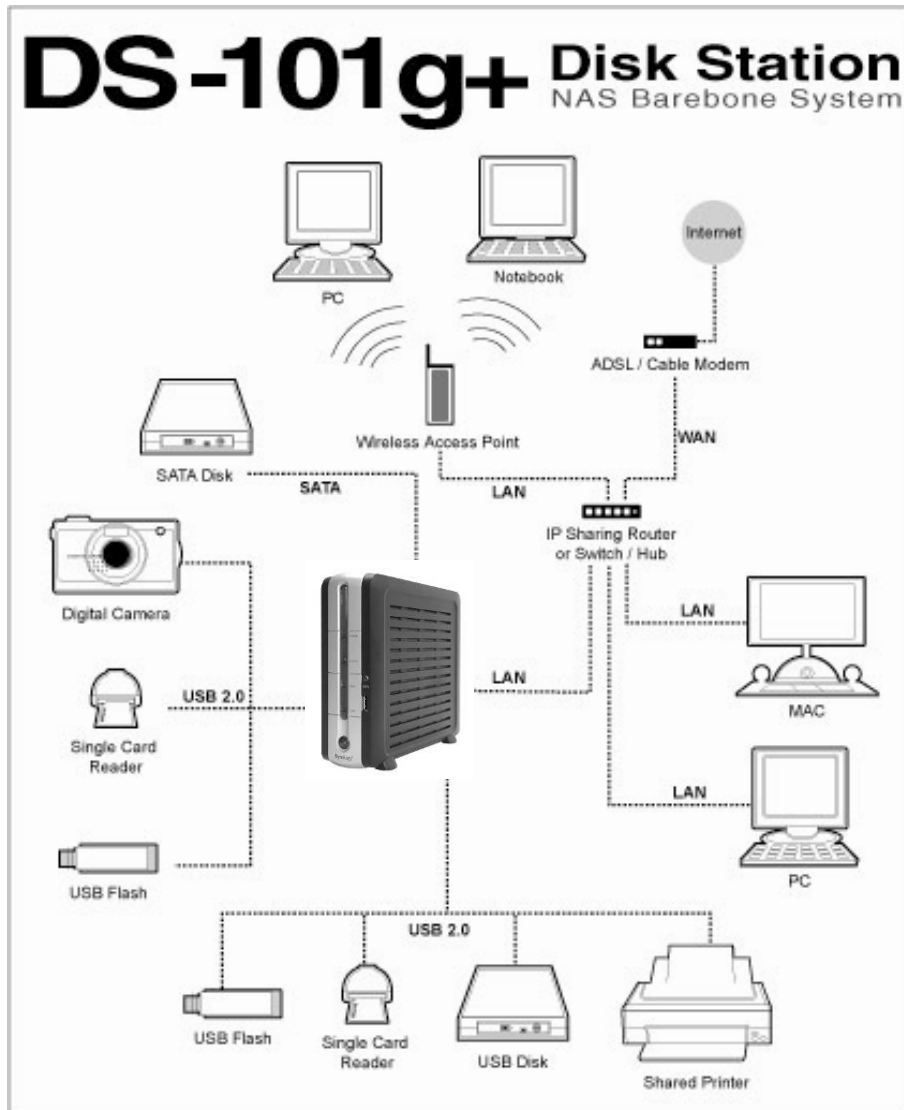 DS-101g+ Disk Station
NAS Barebone System
PC
Notebook
Internet
ADSL / Cable Modem
Wireless Access Point
WAN
SATA Disk
SATA
LAN
IP Sharing Router
or Switch / Hub
Digital Camera
LAN
MAC
USB 2.0
LAN
Single Card
Reader
LAN
PC
USB Flash
USB 2.0
USB Flash
Single Card
Reader
USB Disk
Shared Printer